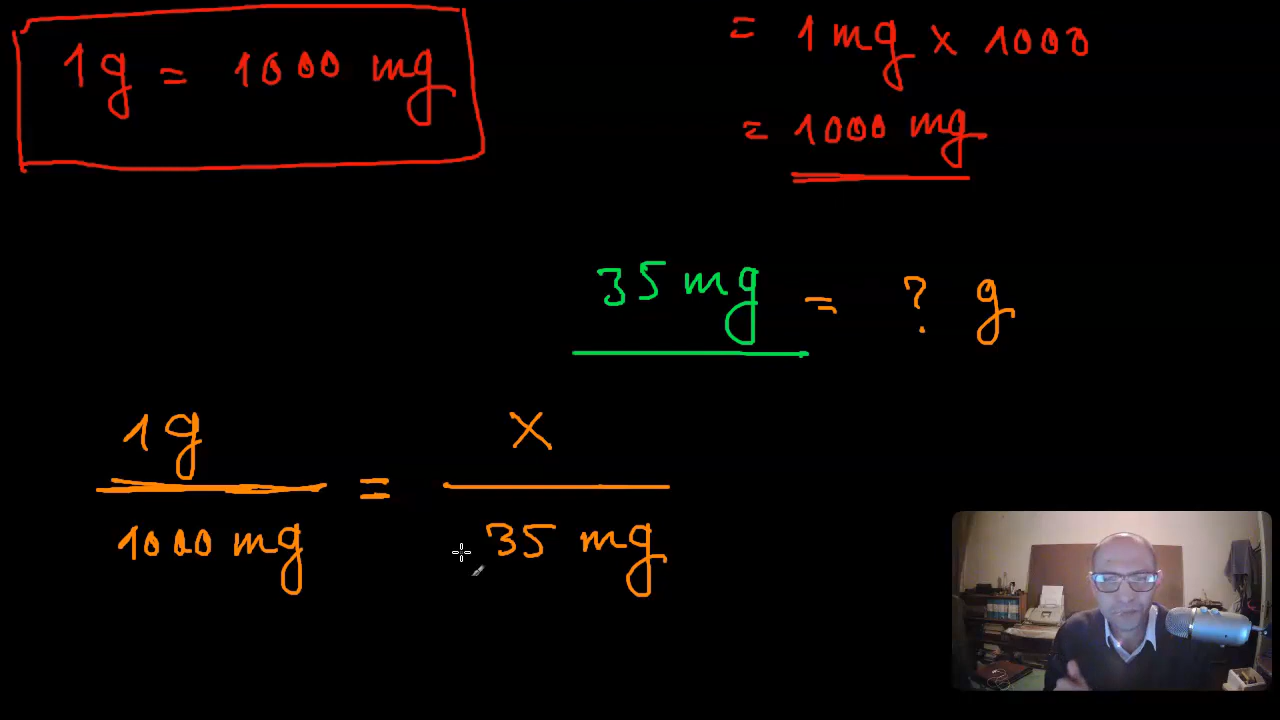 1g = 1000 mg
= 1 mg x 1000
= 1000 mg
35 mg = ? g
1g = X
1000 mg 35 mg